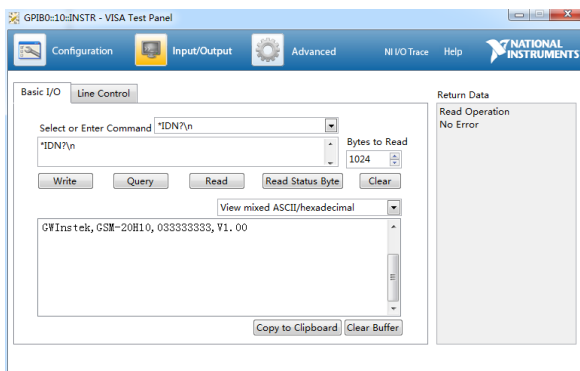 GPIB0::10::INSTR - VISA Test Panel
Configuration
Input/Output
Advanced
NI I/O Trace
Help
NATIONAL
INSTRUMENTS
Basic I/O
Line Control
Return Data
Read Operation
No Error
Select or Enter Command
*IDN?\n
*IDN?\n
Bytes to Read
1024
Write
Query
Read
Read Status Byte
Clear
View mixed ASCII/hexadecimal
GWInstek,GSM-20H10,033333333,V1.00
Copy to Clipboard
Clear Buffer